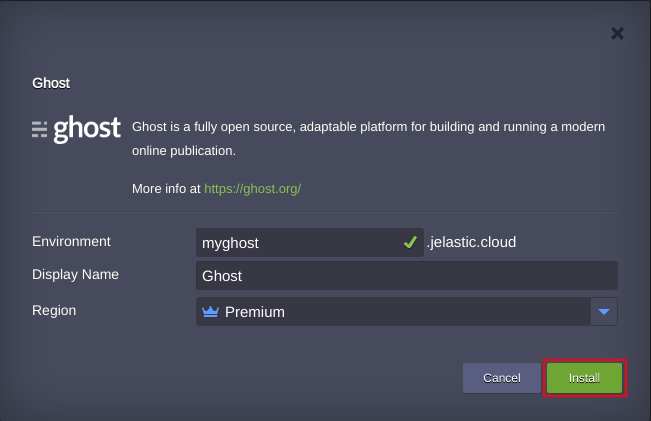 Ghost
ghost
Ghost is a fully open source, adaptable platform for building and running a modern
online publication.
More info at https://ghost.org/
Environment myghost .jelastic.cloud
Display Name Ghost
Region Premium
Cancel Install